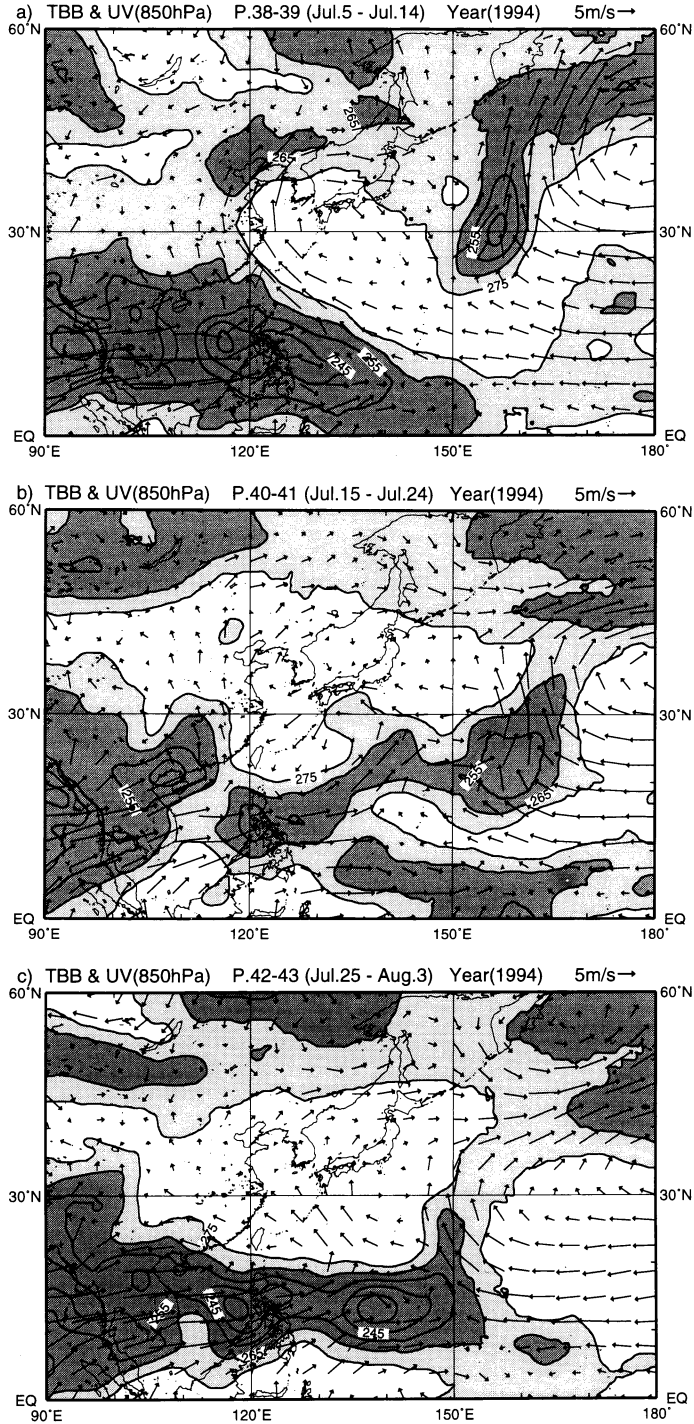 a) TBB & UV(850hPa) P.38-39 (Jul.5 - Jul.14) Year(1994) 5m/s→
60°N 60°N
265
265
30°N 30°N
255
275
255
245
EQ EQ
90°E 120°E 150°E 180°
b) TBB & UV(850hPa) P.40-41 (Jul.15 - Jul.24) Year(1994) 5m/s→
60°N 60°N
30°N 30°N
275
255
255
265
EQ EQ
90°E 120°E 150°E 180°
c) TBB & UV(850hPa) P.42-43 (Jul.25 - Aug.3) Year(1994) 5m/s→
60°N 60°N
30°N 30°N
275
245
245
265
EQ EQ
90°E 120°E 150°E 180°